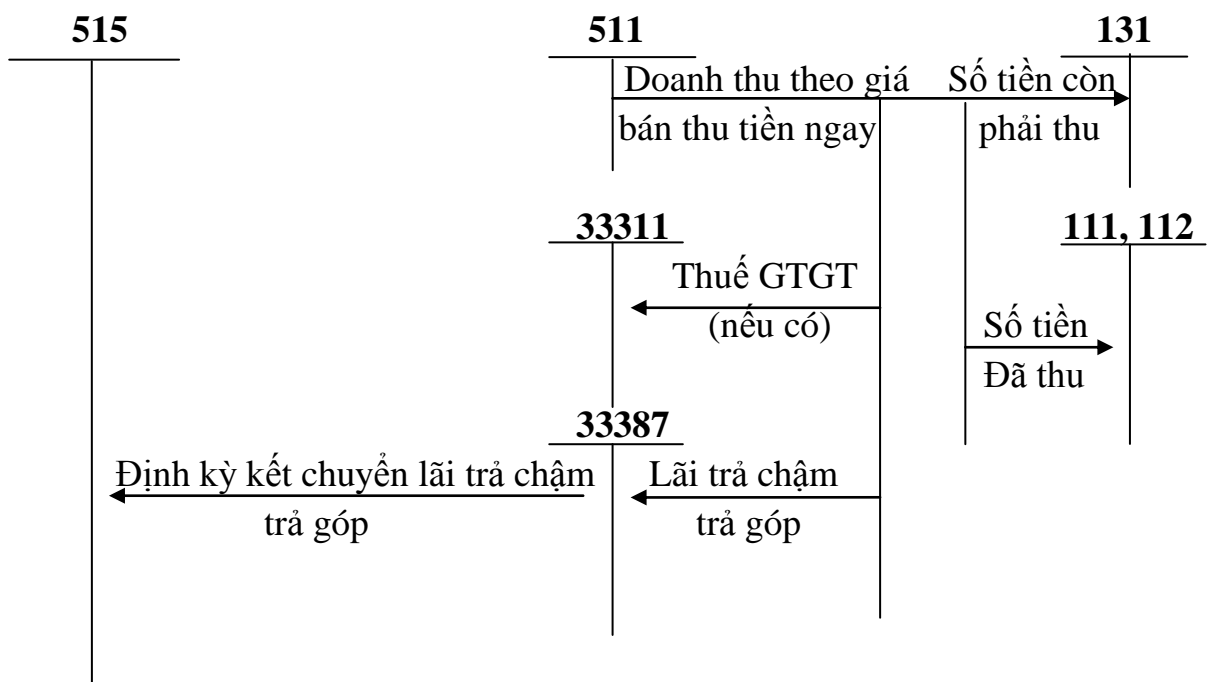 515
511
131
Doanh thu theo giá
bán thu tiền ngay
Số tiền còn
phải thu
33311
111, 112
Thuế GTGT
(nếu có)
Số tiền
Đã thu
33387
Định kỳ kết chuyển lãi trả chậm
trả góp
Lãi trả chậm
trả góp